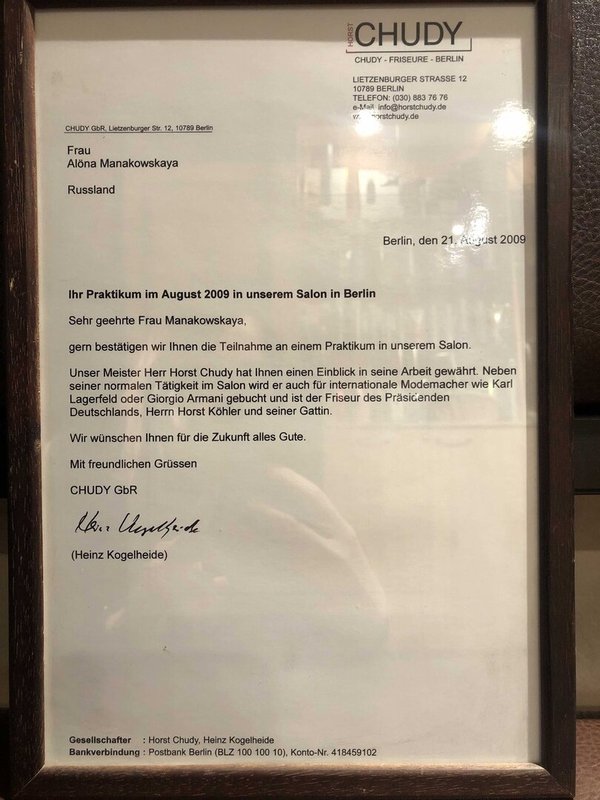 HORST CHUDY
CHUDY - FRISEURE - BERLIN
LIETZENBURGER STRASSE 12
10789 BERLIN
TELEFON: (030) 883 76 76
e-Mail: info@horstchudy.de
horstchudy.de
CHUDY GbR, Lietzenburger Str. 12, 10789 Berlin
Frau
Alöna Manakowskaya
Russland
Berlin, den 21. August 2009
Ihr Praktikum im August 2009 in unserem Salon in Berlin
Sehr geehrte Frau Manakowskaya,
gern bestätigen wir Ihnen die Teilnahme an einem Praktikum in unserem Salon.
Unser Meister Herr Horst Chudy hat Ihnen einen Einblick in seine Arbeit gewährt. Neben
seiner normalen Tätigkeit im Salon wird er auch für internationale Modemacher wie Karl
Lagerfeld oder Giorgio Armani gebucht und ist der Friseur des Präsidenden
Deutschlands, Herrn Horst Köhler und seiner Gattin.
Wir wünschen Ihnen für die Zukunft alles Gute.
Mit freundlichen Grüssen
CHUDY GbR
Heinz Kogelheide
(Heinz Kogelheide)
Gesellschafter : Horst Chudy, Heinz Kogelheide
Bankverbindung : Postbank Berlin (BLZ 100 100 10), Konto-Nr. 418459102